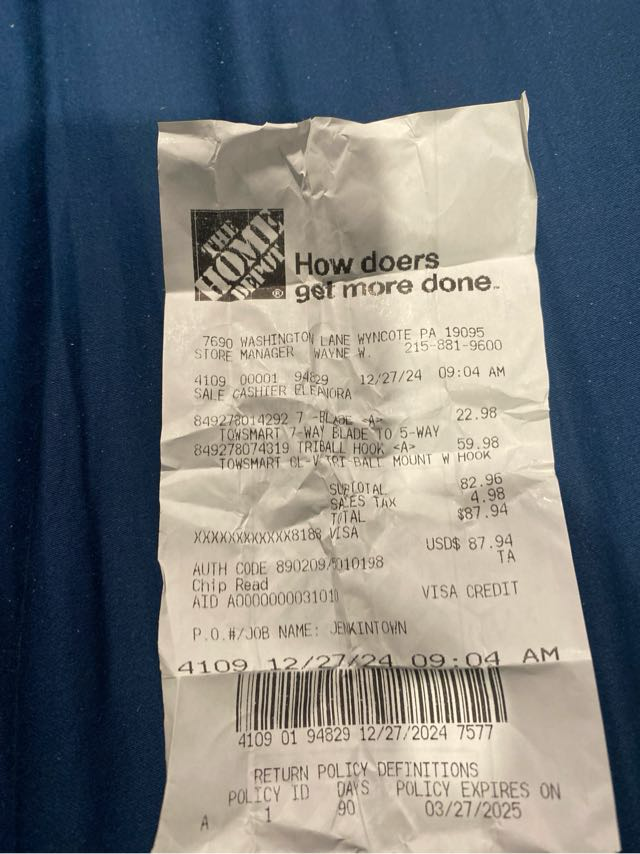 THE
HOME
DEPOT
®
How doers
get more done™
7690 WASHINGTON LANE WYNCOTE PA 19095
STORE MANAGER WAYNE W. 215-881-9600
4109 00001 94829 12/27/24 09:04 AM
SALE CASHIER ELEANORA
849278014292 7 -BLADE <A> 22.98
TOWSMART 7-WAY BLADE TO 5-WAY
849278074319 TRIBALL HOOK <A> 59.98
TOWSMART CL-V TRI BALL MOUNT W HOOK
SUBTOTAL 82.96
SALES TAX 4.98
TOTAL $87.94
XXXXXXXXXXXX8188 VISA
USD$ 87.94
AUTH CODE 890209/5010198 TA
Chip Read
AID A0000000031010 VISA CREDIT
P.O.#/JOB NAME: JENKINTOWN
4109 12/27/24 09:04 AM
4109 01 94829 12/27/2024 7577
RETURN POLICY DEFINITIONS
POLICY ID DAYS POLICY EXPIRES ON
A 1 90 03/27/2025